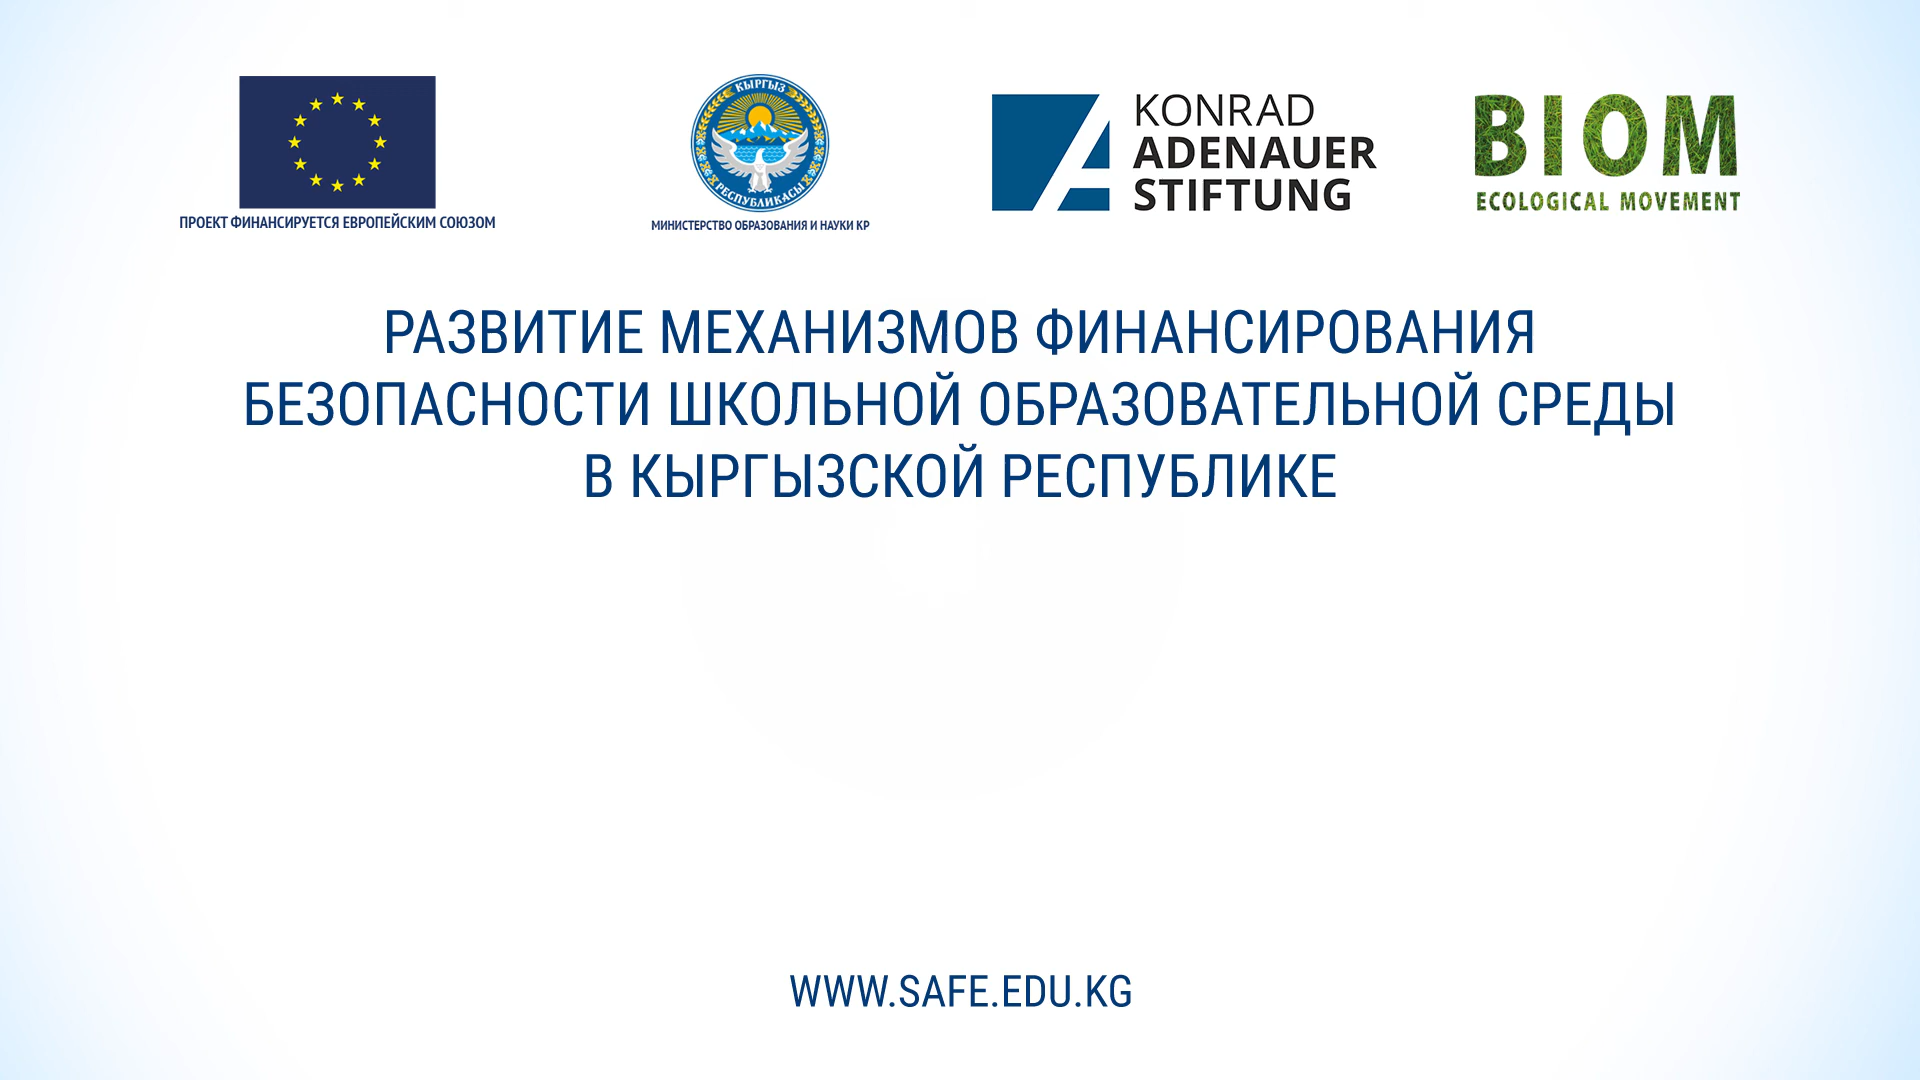 КЫРГЫЗ
РЕСПУБЛИКАСЫ
ПРОЕКТ ФИНАНСИРУЕТСЯ ЕВРОПЕЙСКИМ СОЮЗОМ
МИНИСТЕРСТВО ОБРАЗОВАНИЯ И НАУКИ КР
KONRAD
ADENAUER
STIFTUNG
BIOM
ECOLOGICAL MOVEMENT
РАЗВИТИЕ МЕХАНИЗМОВ ФИНАНСИРОВАНИЯ
БЕЗОПАСНОСТИ ШКОЛЬНОЙ ОБРАЗОВАТЕЛЬНОЙ СРЕДЫ
В КЫРГЫЗСКОЙ РЕСПУБЛИКЕ
WWW.SAFE.EDU.KG